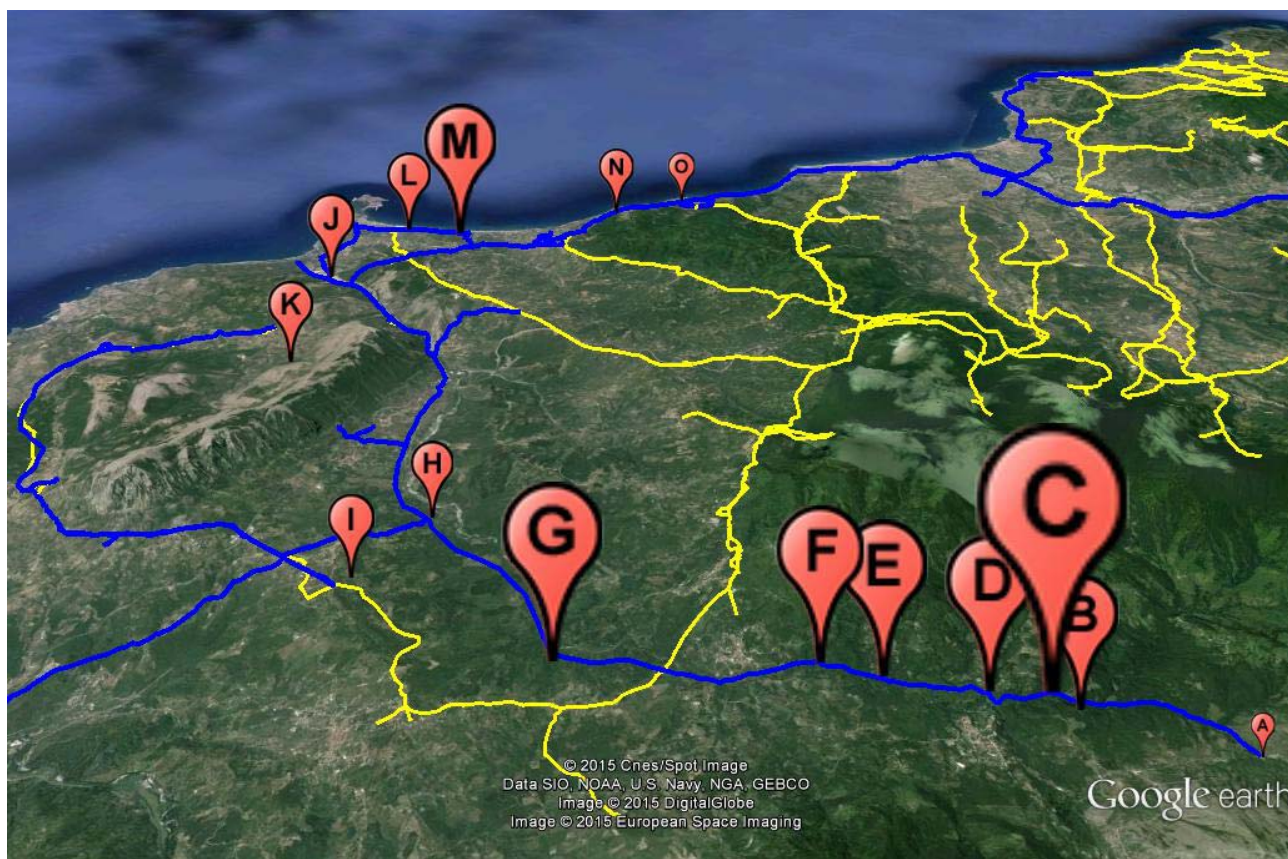 M
L
N
O
J
K
H
I
G
F
E
D
C
B
A
© 2015 Cnes/Spot Image
Data SIO, NOAA, U.S. Navy, NGA, GEBCO
Image © 2015 DigitalGlobe
Image © 2015 European Space Imaging
Google earth